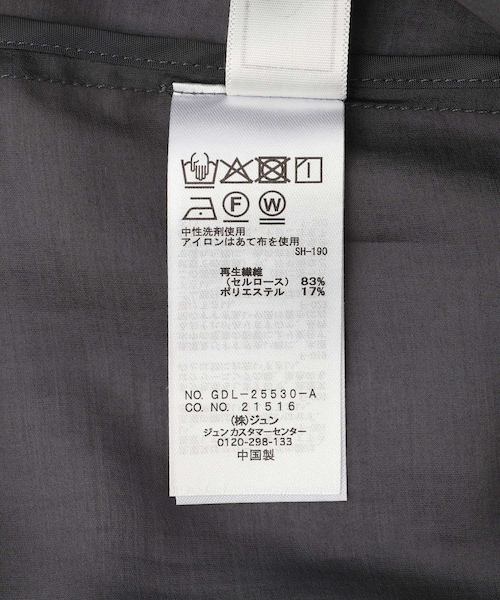 F W
中性洗剤使用
アイロンはあて布を使用
SH-190
再生繊維
(セルロース) 83%
ポリエステル 17%
NO. GDL-25530-A
CO. NO. 21516
(株)ジュン
ジュンカスタマーセンター
0120-298-133
中国製